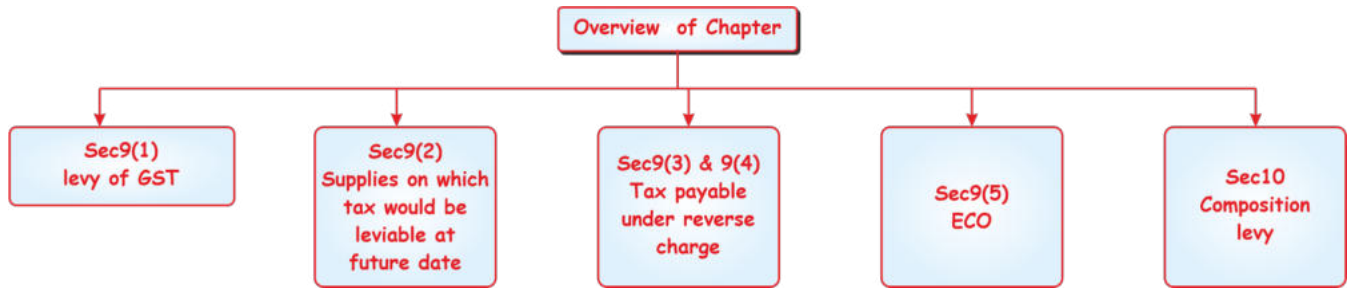 Overview of Chapter
Sec9(1)
levy of GST
Sec9(2)
Supplies on which
tax would be
leviable at
future date
Sec9(3) & 9(4)
Tax payable
under reverse
charge
Sec9(5)
ECO
Sec10
Composition
levy